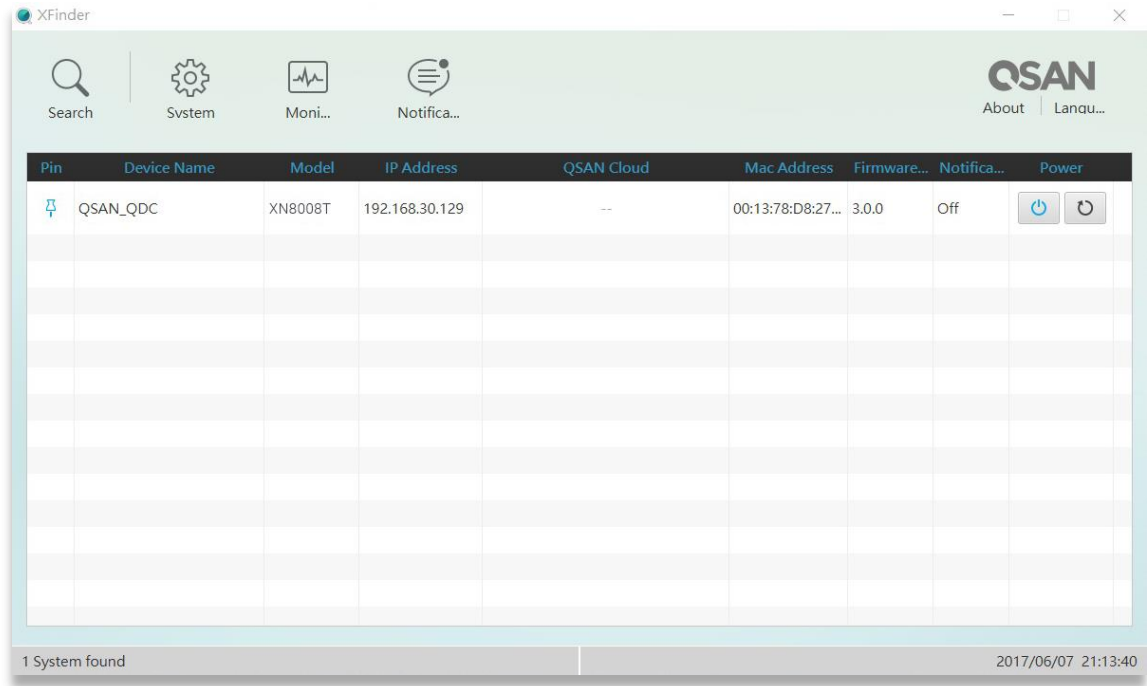 XFinder
Search System Moni... Notifica...
QSAN
About Langu...
Pin Device Name Model IP Address QSAN Cloud Mac Address Firmware... Notifica... Power
QSAN_QDC XN8008T 192.168.30.129 -- 00:13:78:D8:27... 3.0.0 Off
1 System found 2017/06/07 21:13:40